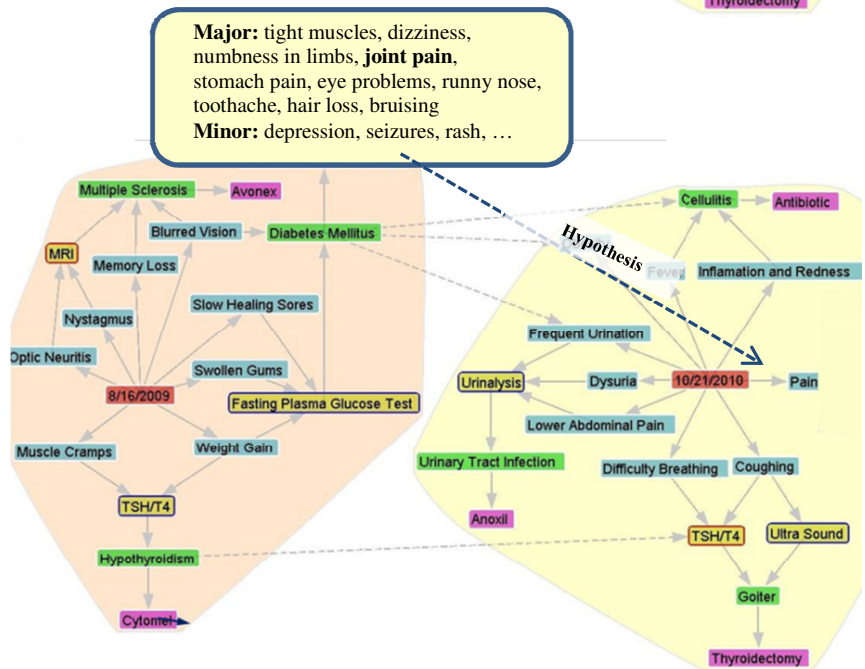 Thyroidectomy
Major: tight muscles, dizziness,
numbness in limbs, joint pain,
stomach pain, eye problems, runny nose,
toothache, hair loss, bruising
Minor: depression, seizures, rash, …
Multiple Sclerosis
Avonex
Cellulitis
Antibiotic
Blurred Vision
Diabetes Mellitus
Hypothesis
MRI
Memory Loss
Fever
Inflamation and Redness
Slow Healing Sores
Nystagmus
Frequent Urination
Optic Neuritis
Swollen Gums
8/16/2009
Fasting Plasma Glucose Test
Urinalysis
Dysuria
10/21/2010
Pain
Lower Abdominal Pain
Muscle Cramps
Weight Gain
Urinary Tract Infection
Difficulty Breathing
Coughing
TSH/T4
Anoxil
TSH/T4
Ultra Sound
Hypothyroidism
Goiter
Cytomel
Thyroidectomy